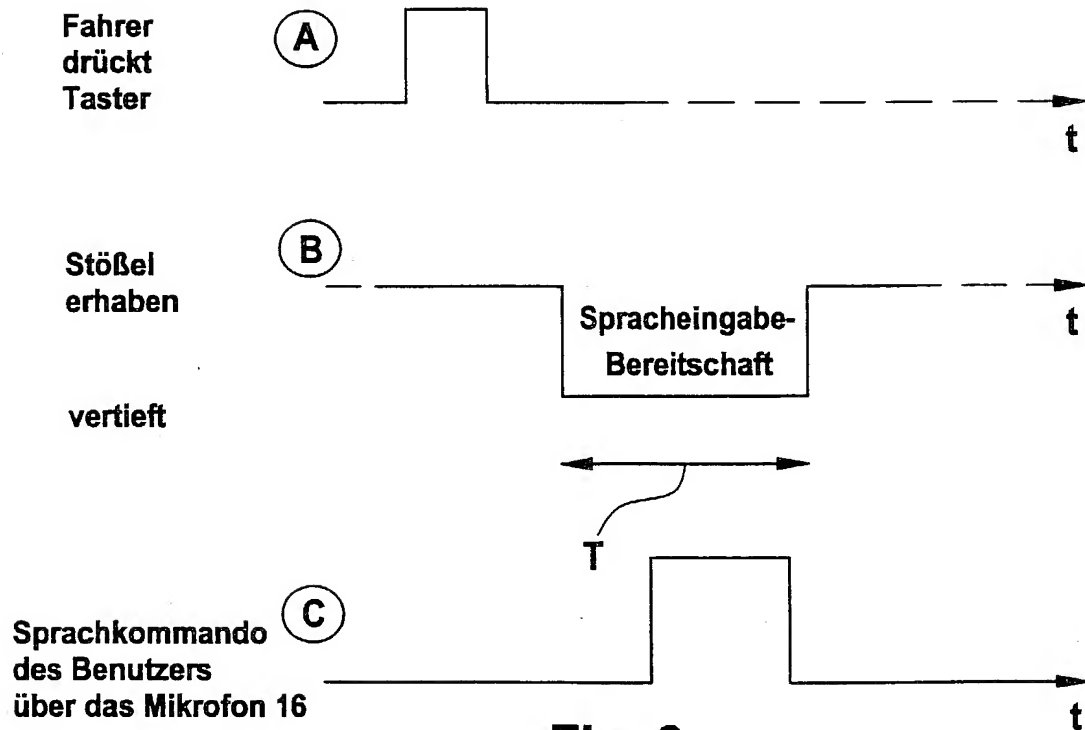 Fahrer
drückt
Taster
A
t
Stößel
erhaben
B
t
Spracheingabe-
Bereitschaft
vertieft
T
C
Sprachkommando
des Benutzers
über das Mikrofon 16
t